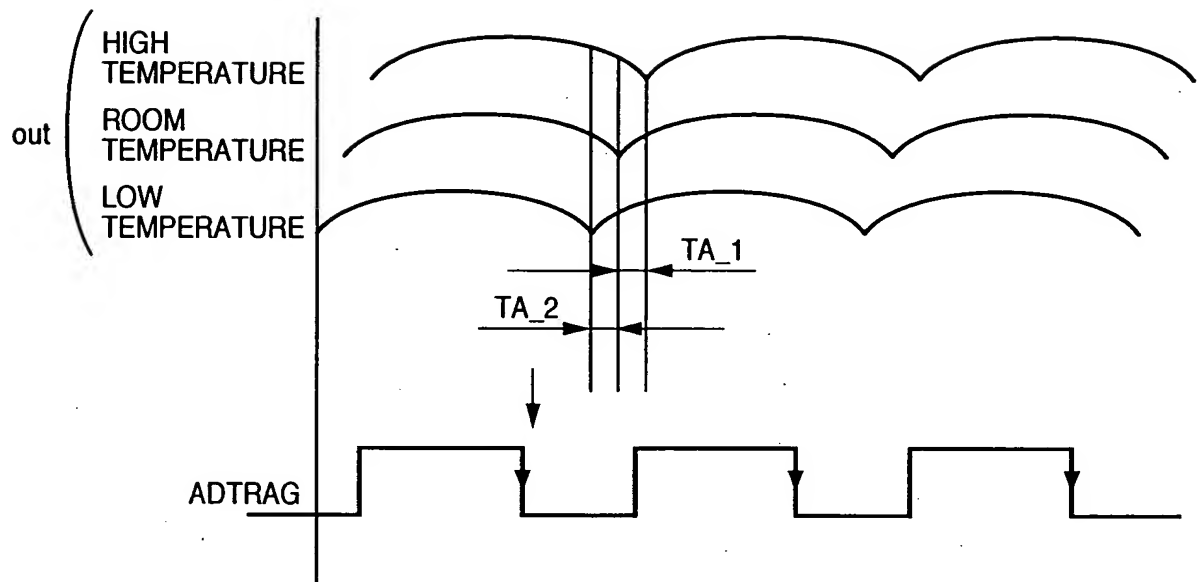 HIGH
TEMPERATURE
ROOM
TEMPERATURE
out
LOW
TEMPERATURE
TA_1
TA_2
ADTRAG